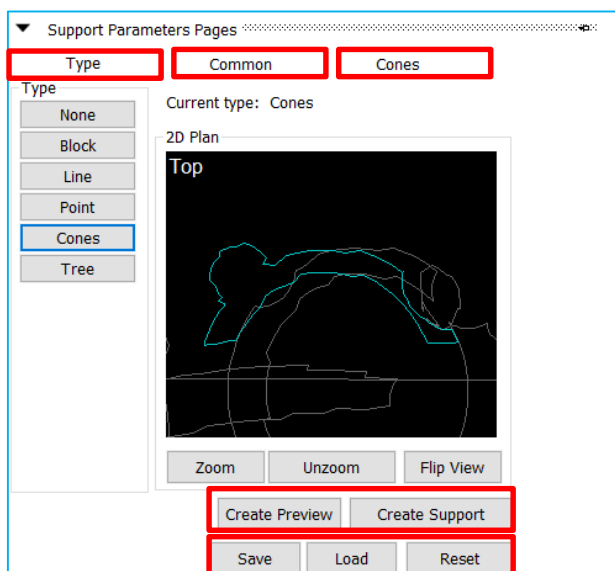 Support Parameters Pages
Type Common Cones
Type
None
Block
Line
Point
Cones
Tree
Current type: Cones
2D Plan
Top
Zoom Unzoom Flip View
Create Preview Create Support
Save Load Reset